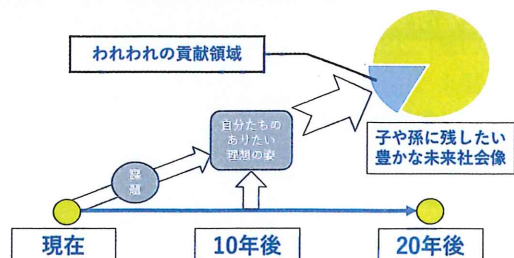 われわれの貢献領域
自分たちもの
ありたい
理想の姿
子や孫に残したい
豊かな未来社会像
課
題
現在
10年後
20年後